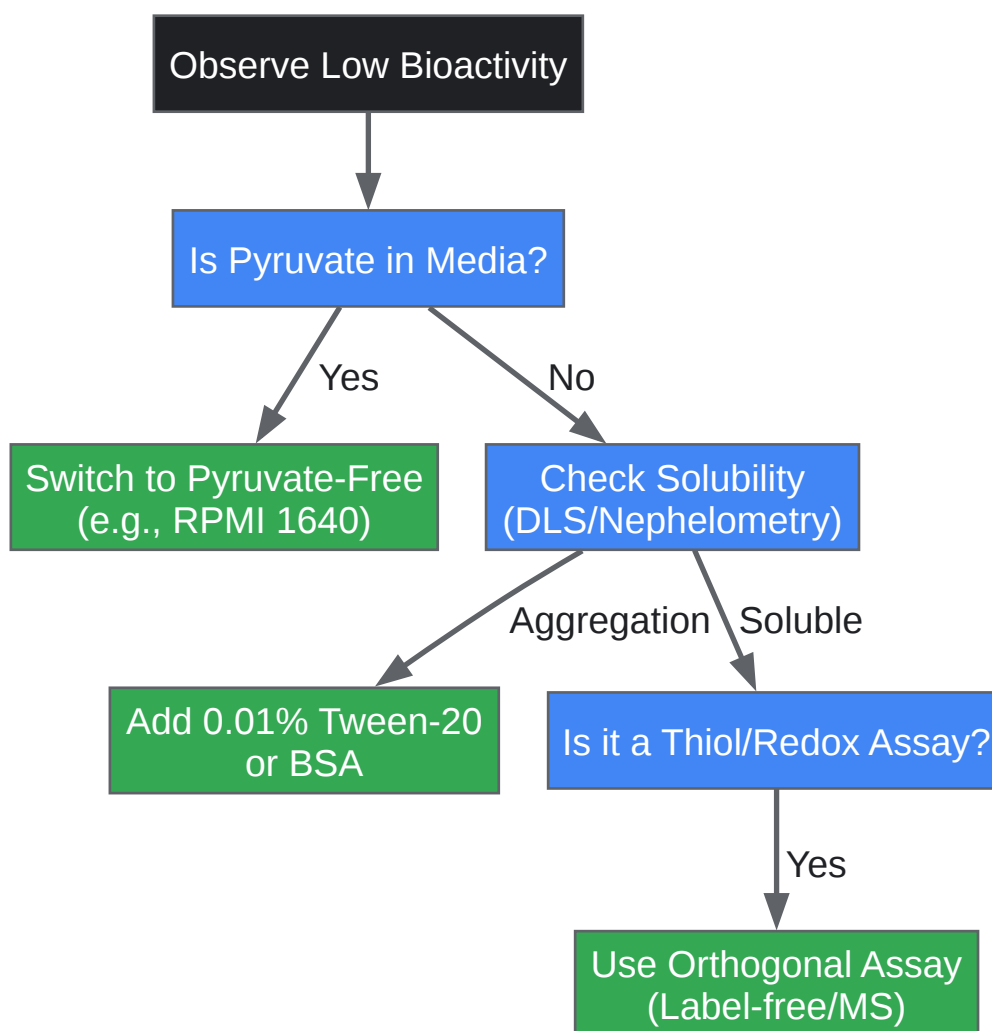 Observe Low Bioactivity
Is Pyruvate in Media?
Yes
No
Switch to Pyruvate-Free
(e.g., RPMI 1640)
Check Solubility
(DLS/Nephelometry)
Aggregation
Soluble
Add 0.01% Tween-20
or BSA
Is it a Thiol/Redox Assay?
Yes
Use Orthogonal Assay
(Label-free/MS)